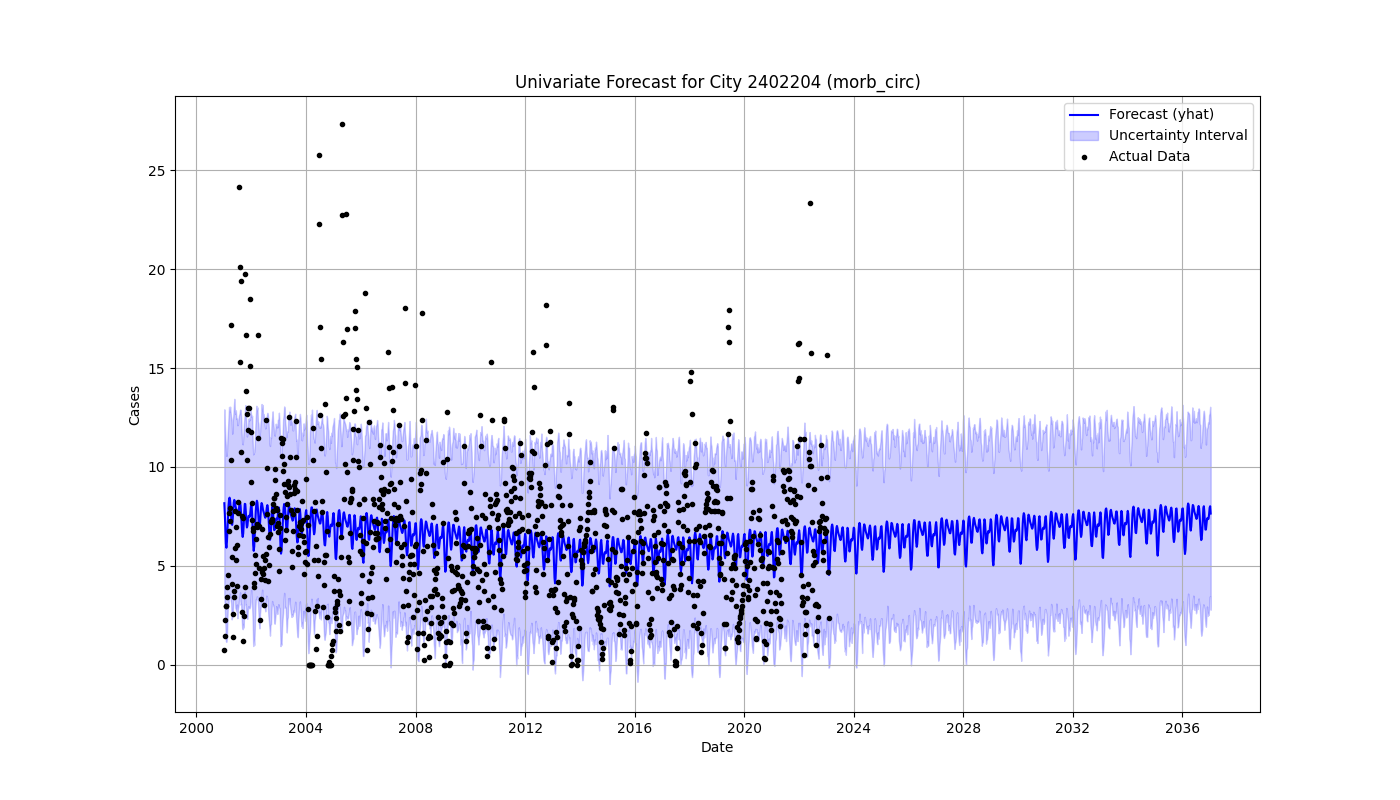 Univariate Forecast for City 2402204 (morb_circ)
Forecast (yhat)
Uncertainty Interval
Actual Data
Cases
25
20
15
10
5
0
2000 2004 2008 2012 2016 2020 2024 2028 2032 2036
Date